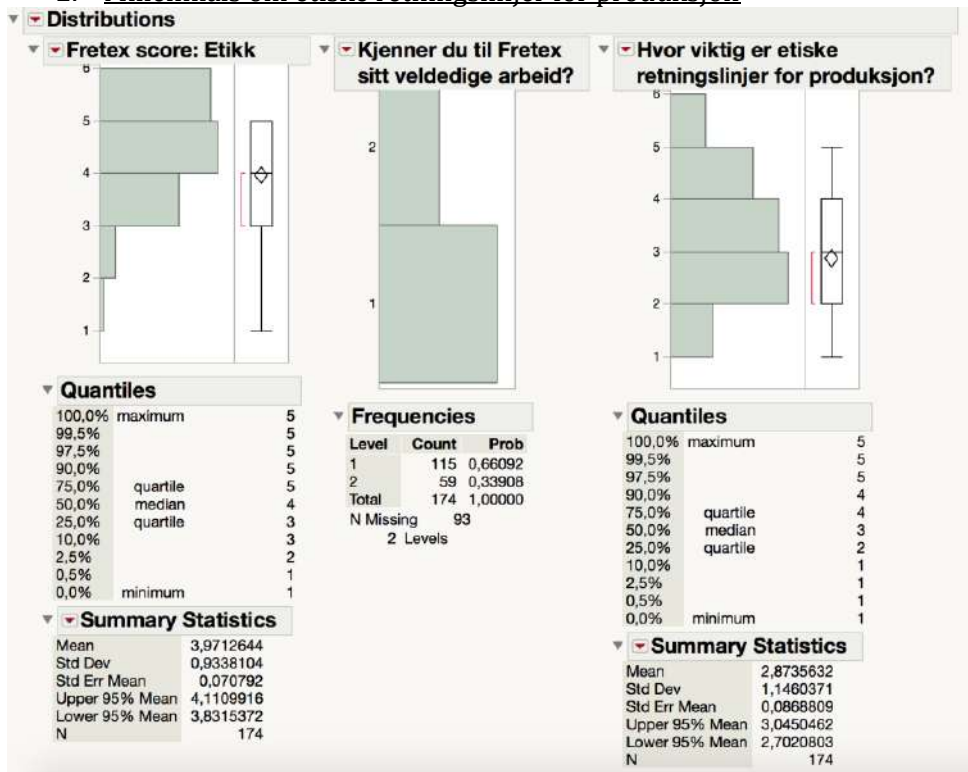 Distributions
Fretex score: Etikk
6
5
4
3
2
1
Quantiles
100,0% maximum 5
99,5% 5
97,5% 5
90,0% 5
75,0% quartile 5
50,0% median 4
25,0% quartile 3
10,0% 3
2,5% 2
0,5% 1
0,0% minimum 1
Summary Statistics
Mean 3,9712644
Std Dev 0,9338104
Std Err Mean 0,070792
Upper 95% Mean 4,1109916
Lower 95% Mean 3,8315372
N 174
Kjenner du til Fretex
sitt veldedige arbeid?
2
1
Frequencies
Level Count Prob
1 115 0,66092
2 59 0,33908
Total 174 1,00000
N Missing 93
2 Levels
Hvor viktig er etiske
retningslinjer for produksjon?
6
5
4
3
2
1
Quantiles
100,0% maximum 5
99,5% 5
97,5% 5
90,0% 4
75,0% quartile 4
50,0% median 3
25,0% quartile 2
10,0% 1
2,5% 1
0,5% 1
0,0% minimum 1
Summary Statistics
Mean 2,8735632
Std Dev 1,1460371
Std Err Mean 0,0868809
Upper 95% Mean 3,0450462
Lower 95% Mean 2,7020803
N 174